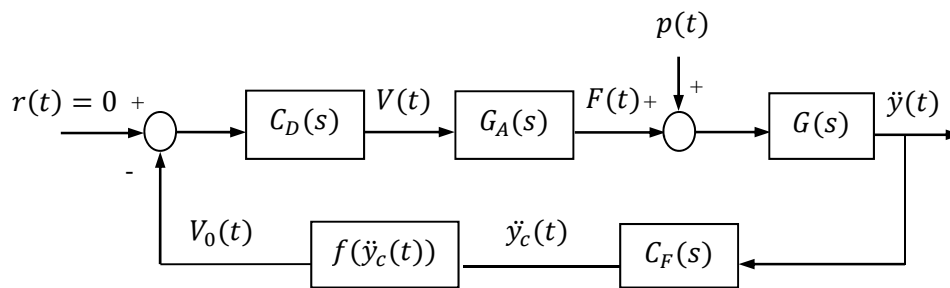 p(t)
r(t) = 0 + C_D(s) V(t) G_A(s) F(t) + + G(s) ÿ(t)
-
V_0(t) f(ÿ_c(t)) ÿ_c(t) C_F(s)